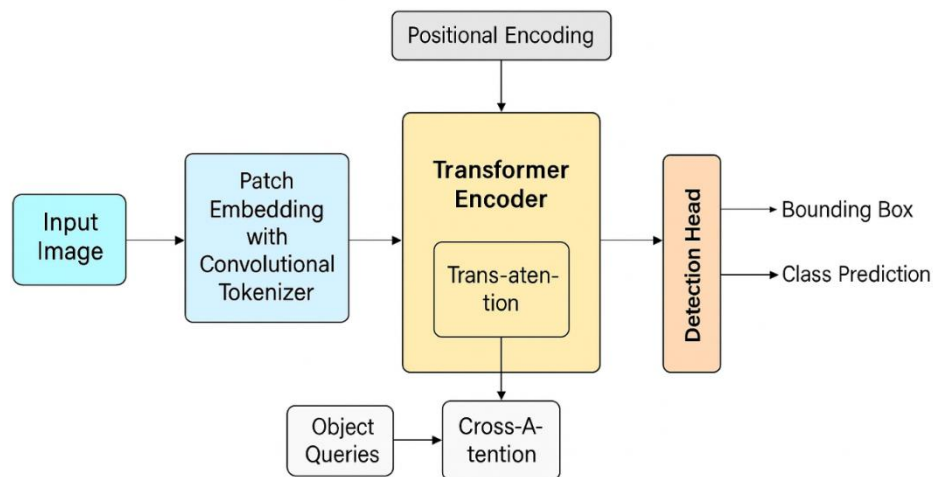 Positional Encoding
Input
Image
Patch
Embedding
with
Convolutional
Tokenizer
Transformer
Encoder
Trans-aten-
tion
Detection Head
Bounding Box
Class Prediction
Object
Queries
Cross-A-
tention